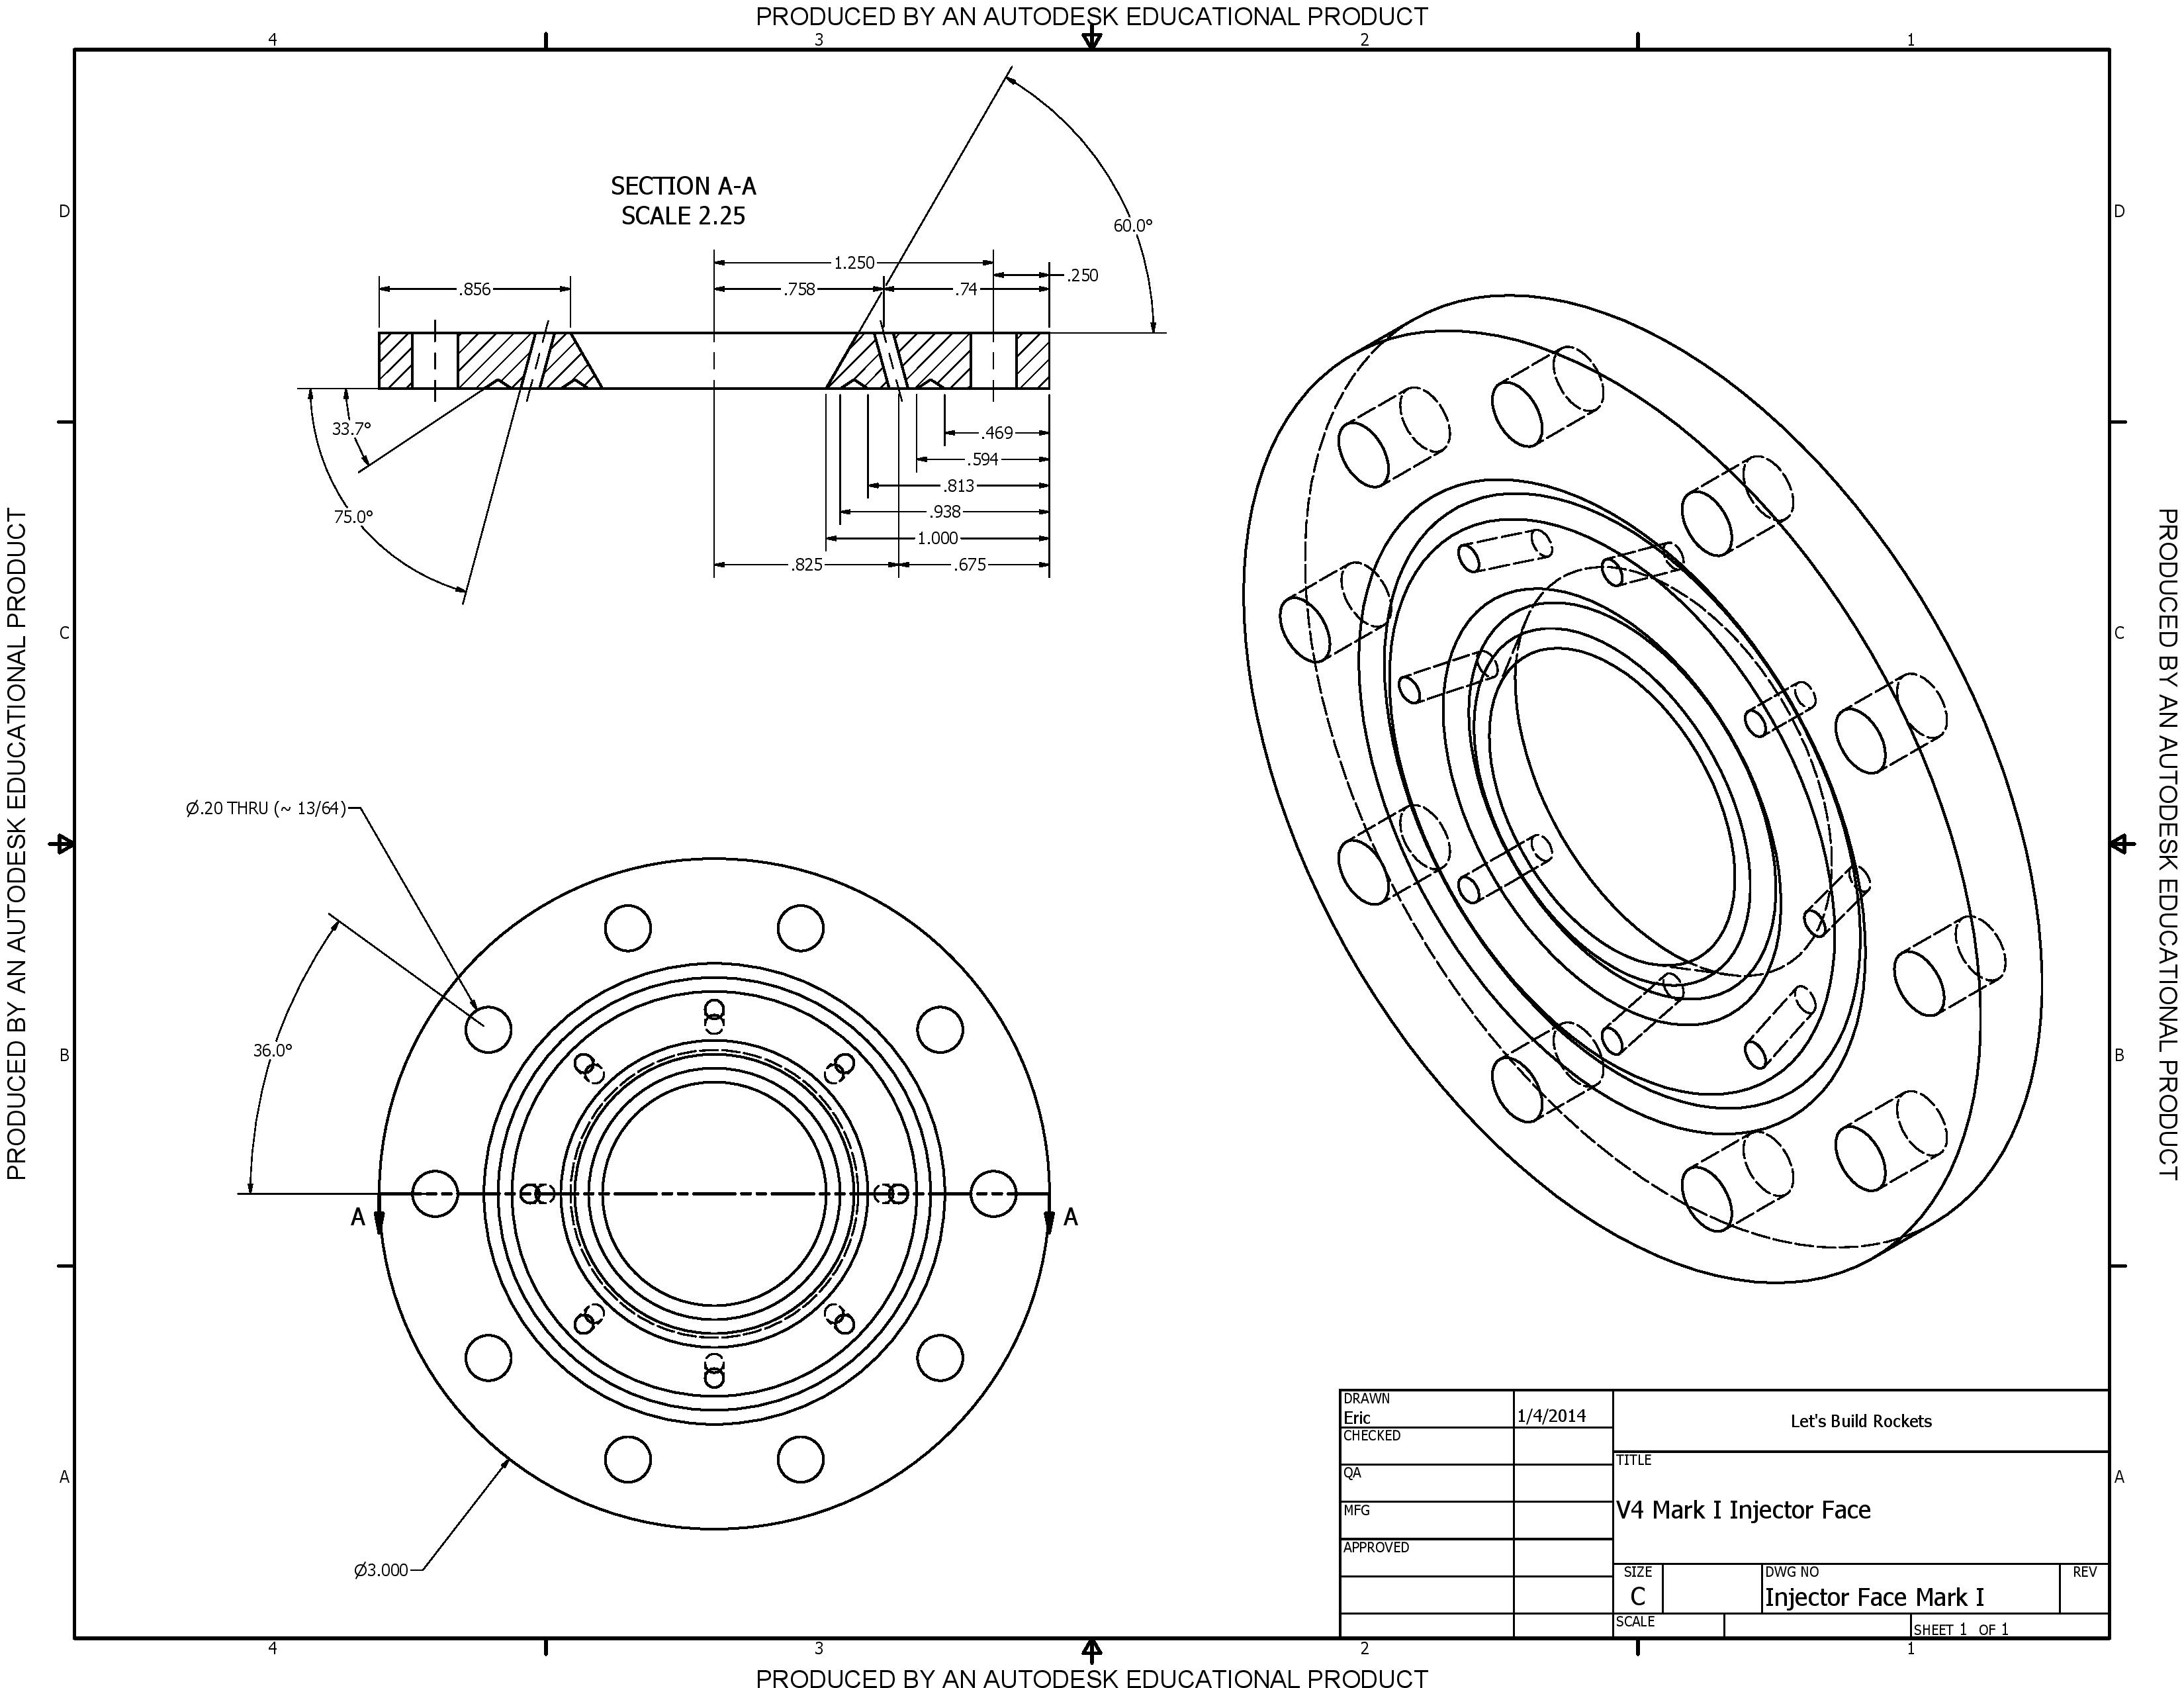 PRODUCED BY AN AUTODESK EDUCATIONAL PRODUCT
4 3 2 1
SECTION A-A
SCALE 2.25
60.0°
D D
1.250
.250
.856 .758 .74
33.7°
.469
.594
.813
75.0°
.938
1.000
.825 .675
PRODUCED BY AN AUTODESK EDUCATIONAL PRODUCT
PRODUCED BY AN AUTODESK EDUCATIONAL PRODUCT
C C
Ø.20 THRU (~ 13/64)
36.0°
B B
A A
Ø3.000
A A
DRAWN
Eric 1/4/2014
CHECKED
QA
MFG
APPROVED
Let's Build Rockets
TITLE
V4 Mark I Injector Face
SIZE
C
DWG NO
Injector Face Mark I
REV
SCALE
SHEET 1 OF 1
4 3 2 1
PRODUCED BY AN AUTODESK EDUCATIONAL PRODUCT